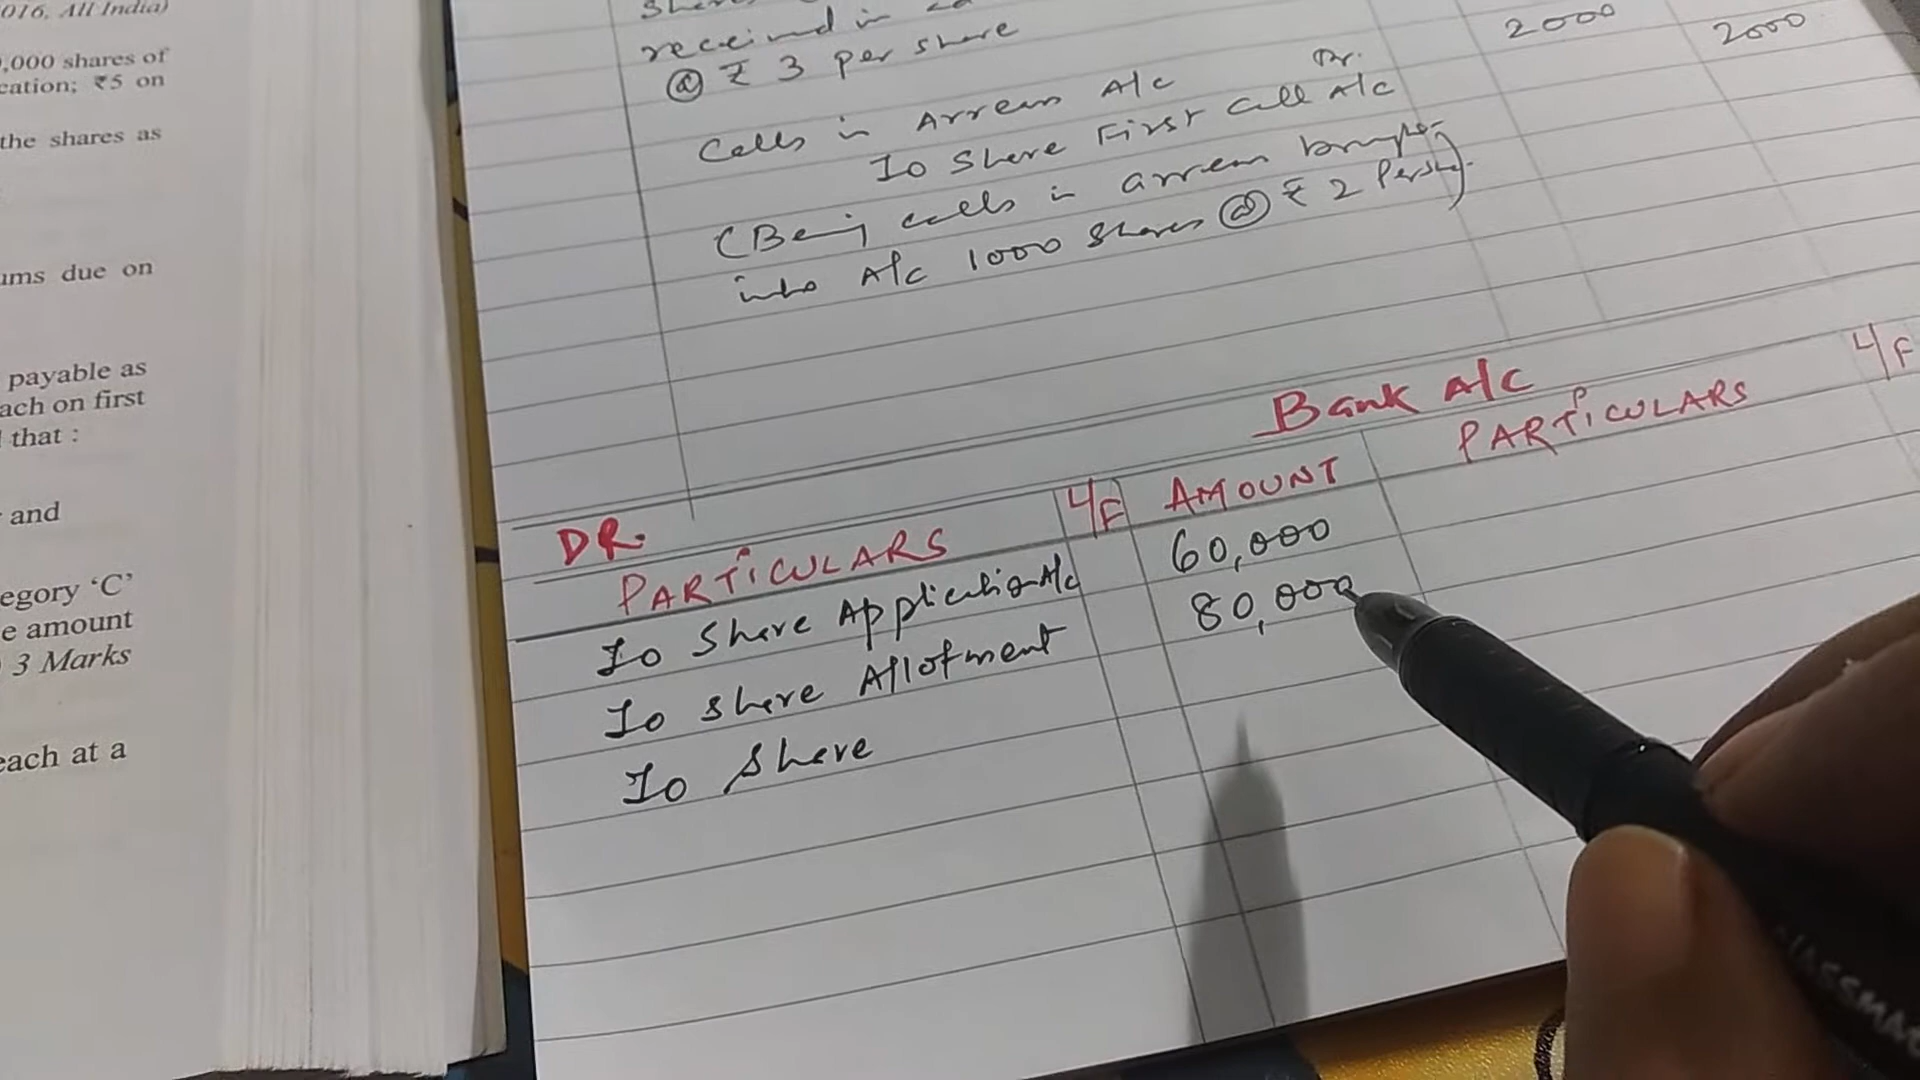 016, All India)
,000 shares of
cation; ₹5 on
the shares as
ums due on
payable as
ach on first
that :
and
egory ‘C’
e amount
3 Marks
each at a
received in
@ ₹ 3 per share
2000
2000
Calls in Arrears A/c Dr.
To Share First Call A/c
(Being calls in arrears brought
into A/c 1000 Shares @ ₹ 2 Per share)
Bank A/c
DR.
PARTiCULARS L/F AMOUNT PARTiCULARS L/F
To Share Application A/c 60,000
To Share Allotment 80,000
To Share